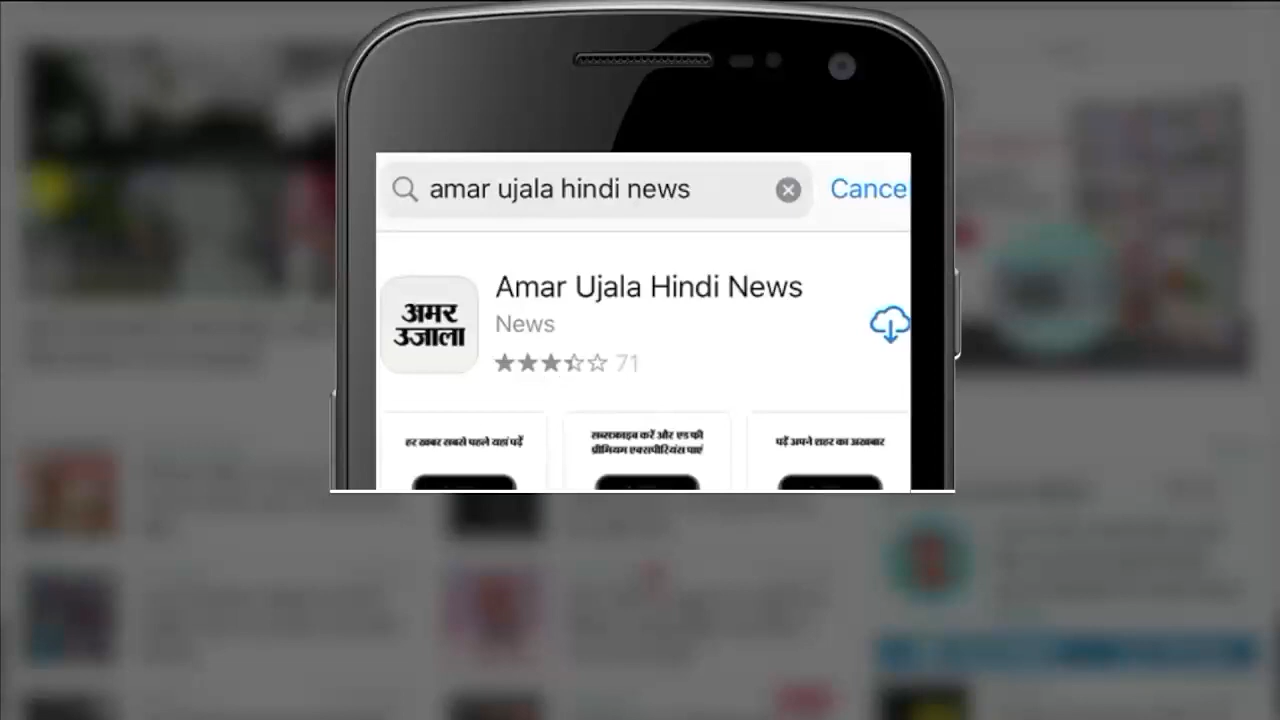 amar ujala hindi news
Cance
Amar Ujala Hindi News
अमर
उजाला
News
71
हर खबर सबसे पहले यहां पढ़ें
सब्सक्राइब करें और एड फ्री
प्रीमियम एक्सपीरियंस पाएं
पढ़ें अपने शहर का अखबार